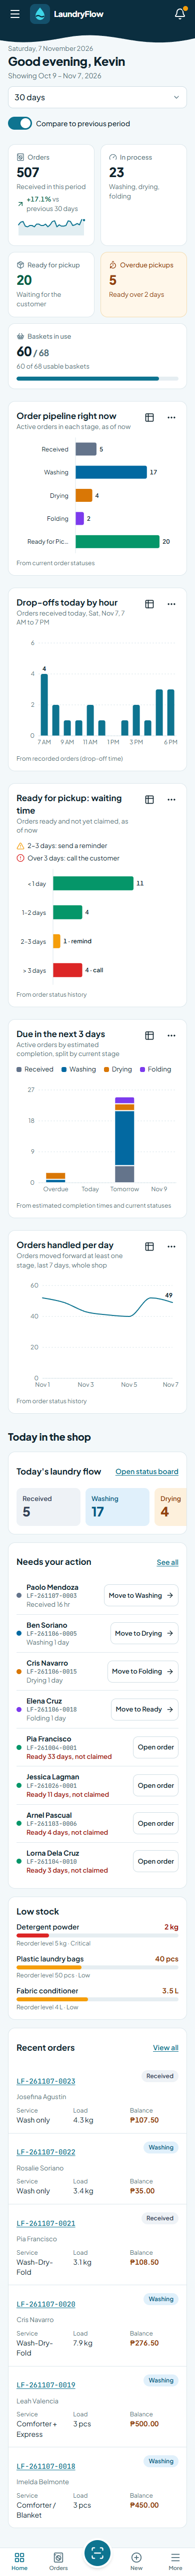 LaundryFlow
Saturday, 7 November 2026
Good evening, Kevin
Showing Oct 9 – Nov 7, 2026
30 days
Compare to previous period
Orders
507
Received in this period
+17.1% vs
previous 30 days
In process
23
Washing, drying,
folding
Ready for pickup
20
Waiting for the
customer
Overdue pickups
5
Ready over 2 days
Baskets in use
60 / 68
60 of 68 usable baskets
Order pipeline right now
Active orders in each stage, as of now
Received
5
Washing
17
Drying
4
Folding
2
Ready for Pic...
20
From current order statuses
Drop-offs today by hour
Orders received today, Sat, Nov 7, 7
AM to 7 PM
6
4
2
0
4
7 AM
9 AM
11 AM
1 PM
3 PM
6 PM
From recorded orders (drop-off time)
Ready for pickup: waiting
time
Orders ready and not yet claimed, as
of now
2–3 days: send a reminder
Over 3 days: call the customer
< 1 day
11
1–2 days
4
2–3 days
1 · remind
> 3 days
4 · call
From order status history
Due in the next 3 days
Active orders by estimated
completion, split by current stage
Received
Washing
Drying
Folding
27
18
9
0
Overdue
Today
Tomorrow
Nov 9
From estimated completion times and current statuses
Orders handled per day
Orders moved forward at least one
stage, last 7 days, whole shop
60
40
20
0
49
Nov 1
Nov 3
Nov 5
Nov 7
From order status history
Today in the shop
Today's laundry flow
Open status board
Received
5
Washing
17
Drying
4
Needs your action
See all
Paolo Mendoza
LF-261107-0003
Received 16 hr
Move to Washing
Ben Soriano
LF-261106-0005
Washing 1 day
Move to Drying
Cris Navarro
LF-261106-0015
Drying 1 day
Move to Folding
Elena Cruz
LF-261106-0018
Folding 1 day
Move to Ready
Pia Francisco
LF-261004-0001
Ready 33 days, not claimed
Open order
Jessica Lagman
LF-261026-0001
Ready 11 days, not claimed
Open order
Arnel Pascual
LF-261103-0006
Ready 4 days, not claimed
Open order
Lorna Dela Cruz
LF-261104-0010
Ready 3 days, not claimed
Open order
Low stock
Detergent powder
2 kg
Reorder level 5 kg · Critical
Plastic laundry bags
40 pcs
Reorder level 50 pcs · Low
Fabric conditioner
3.5 L
Reorder level 4 L · Low
Recent orders
View all
LF-261107-0023
Received
Josefina Agustin
Service
Load
Balance
Wash only
4.3 kg
₱107.50
LF-261107-0022
Washing
Rosalie Soriano
Service
Load
Balance
Wash only
3.4 kg
₱35.00
LF-261107-0021
Received
Pia Francisco
Service
Load
Balance
Wash-Dry-
Fold
3.1 kg
₱108.50
LF-261107-0020
Washing
Cris Navarro
Service
Load
Balance
Wash-Dry-
Fold
7.9 kg
₱276.50
LF-261107-0019
Washing
Leah Valencia
Service
Load
Balance
Comforter +
Express
3 pcs
₱500.00
LF-261107-0018
Washing
Imelda Belmonte
Service
Load
Balance
Comforter /
Blanket
3 pcs
₱450.00
Home
Orders
New
More